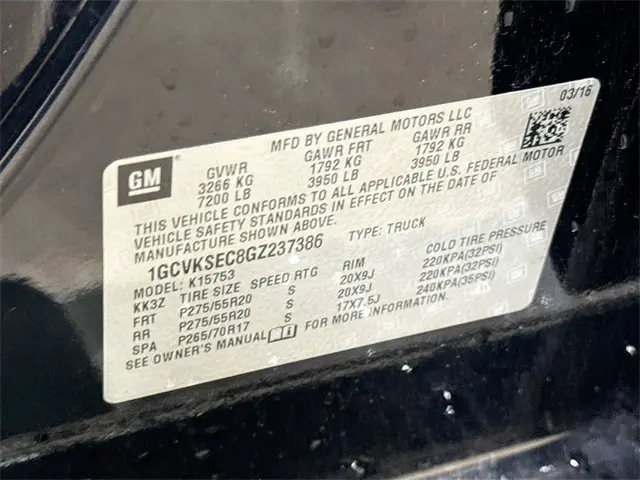 03/16
MFD BY GENERAL MOTORS LLC
GM
GVWR GAWR FRT GAWR RR
3266 KG 1792 KG 1792 KG
7200 LB 3950 LB 3950 LB
THIS VEHICLE CONFORMS TO ALL APPLICABLE U.S. FEDERAL MOTOR
VEHICLE SAFETY STANDARDS IN EFFECT ON THE DATE OF
MANUFACTURE SHOWN ABOVE.
1GCVKSEC8GZ237386 TYPE: TRUCK
MODEL: K15753
KK3Z TIRE SIZE SPEED RTG RIM COLD TIRE PRESSURE
FRT P275/55R20 S 20X9J 220KPA(32PSI)
RR P275/55R20 S 20X9J 220KPA(32PSI)
SPA P265/70R17 S 17X7.5J 240KPA(35PSI)
SEE OWNER'S MANUAL FOR MORE INFORMATION.